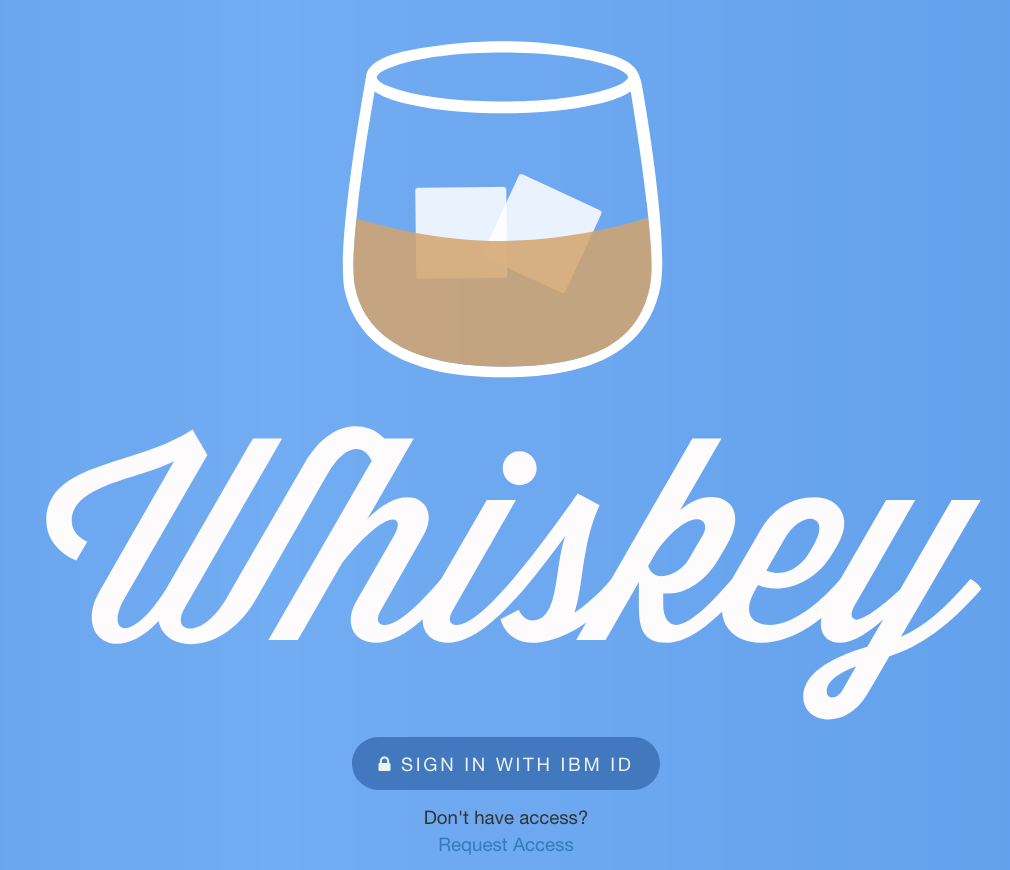 Whiskey
SIGN IN WITH IBM ID
Don't have access?
Request Access